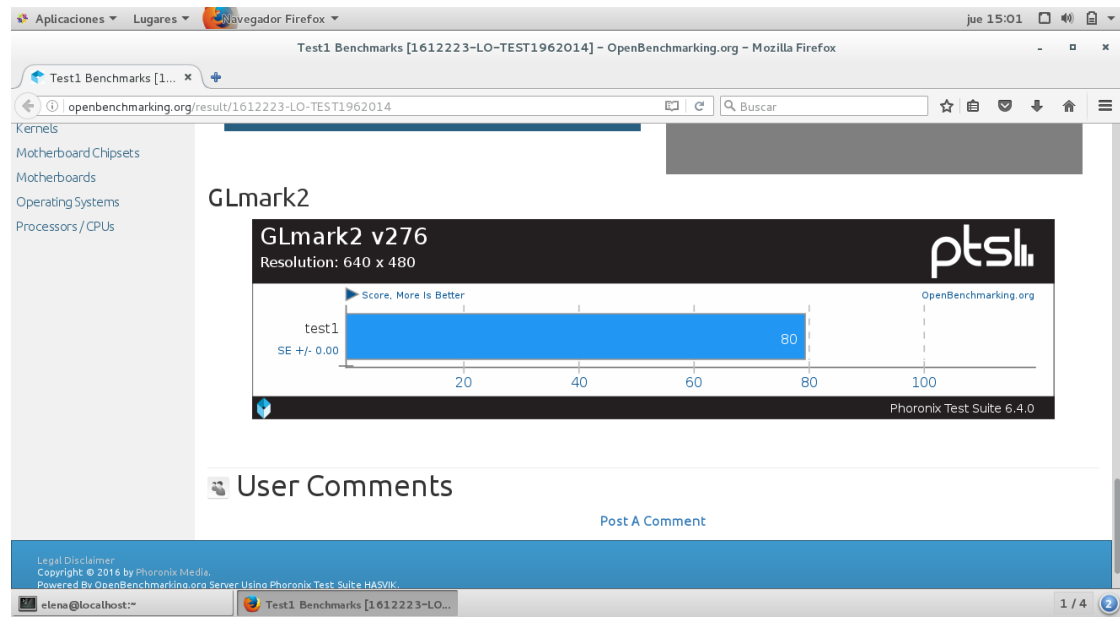 Aplicaciones Lugares Navegador Firefox jue 15:01
Test1 Benchmarks [1612223-LO-TEST1962014] - OpenBenchmarking.org - Mozilla Firefox
Test1 Benchmarks [1...
openbenchmarking.org/result/1612223-LO-TEST1962014 Buscar
Kernels
Motherboard Chipsets
Motherboards
Operating Systems
Processors / CPUs
GLmark2
GLmark2 v276
Resolution: 640 x 480
ptsl
Score, More Is Better OpenBenchmarking.org
test1
SE +/- 0.00
80
20 40 60 80 100
Phoronix Test Suite 6.4.0
User Comments
Post A Comment
Legal Disclaimer
Copyright © 2016 by Phoronix Media.
Powered By OpenBenchmarking.org Server Using Phoronix Test Suite HASVIK.
elena@localhost:~ Test1 Benchmarks [1612223-LO... 1 / 4 2